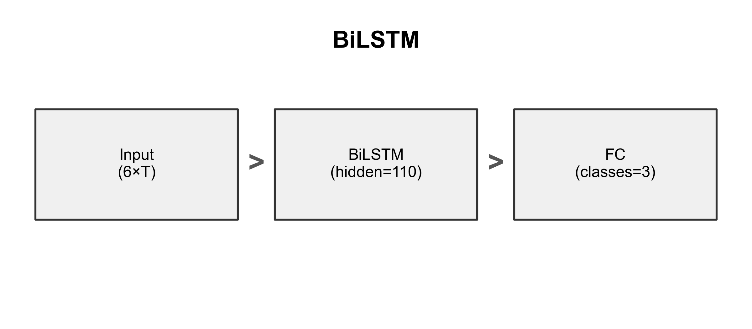 BiLSTM
Input
(6×T)
>
BiLSTM
(hidden=110)
>
FC
(classes=3)